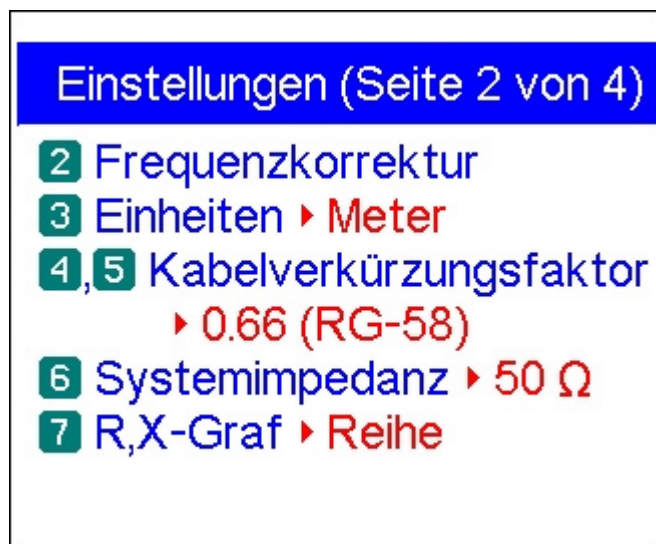 Einstellungen (Seite 2 von 4)
2 Frequenzkorrektur
3 Einheiten ▸ Meter
4,5 Kabelverkürzungsfaktor
▸ 0.66 (RG-58)
6 Systemimpedanz ▸ 50 Ω
7 R,X-Graf ▸ Reihe